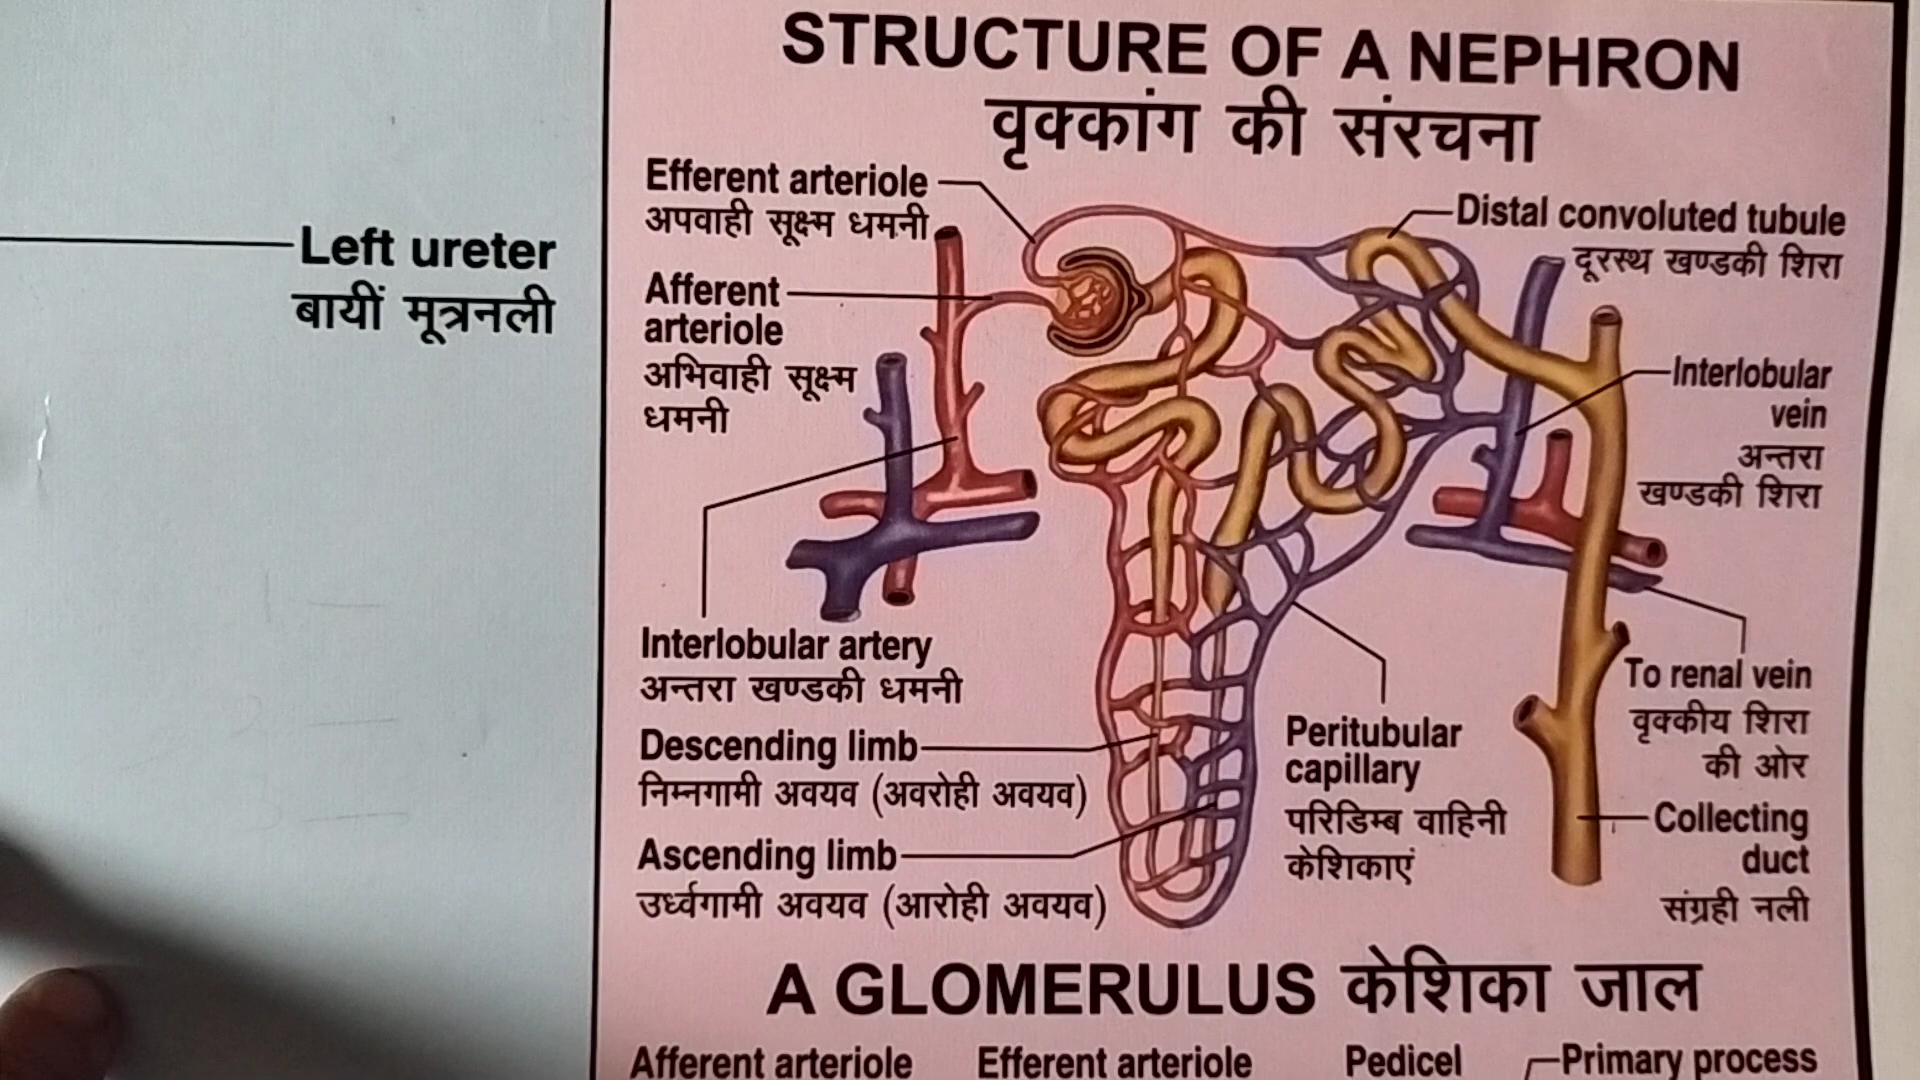 STRUCTURE OF A NEPHRON
वृक्कांग की संरचना
Efferent arteriole
अपवाही सूक्ष्म धमनी
Distal convoluted tubule
दूरस्थ खण्डकी शिरा
Left ureter
बायीं मूत्रनली
Afferent
arteriole
अभिवाही सूक्ष्म
धमनी
Interlobular
vein
अन्तरा
खण्डकी शिरा
Interlobular artery
अन्तरा खण्डकी धमनी
To renal vein
वृक्कीय शिरा
की ओर
Descending limb
निम्नगामी अवयव (अवरोही अवयव)
Peritubular
capillary
परिडिम्ब वाहिनी
केशिकाएं
Ascending limb
उर्ध्वगामी अवयव (आरोही अवयव)
Collecting
duct
संग्रही नली
A GLOMERULUS केशिका जाल
Afferent arteriole
Efferent arteriole
Pedicel
Primary process